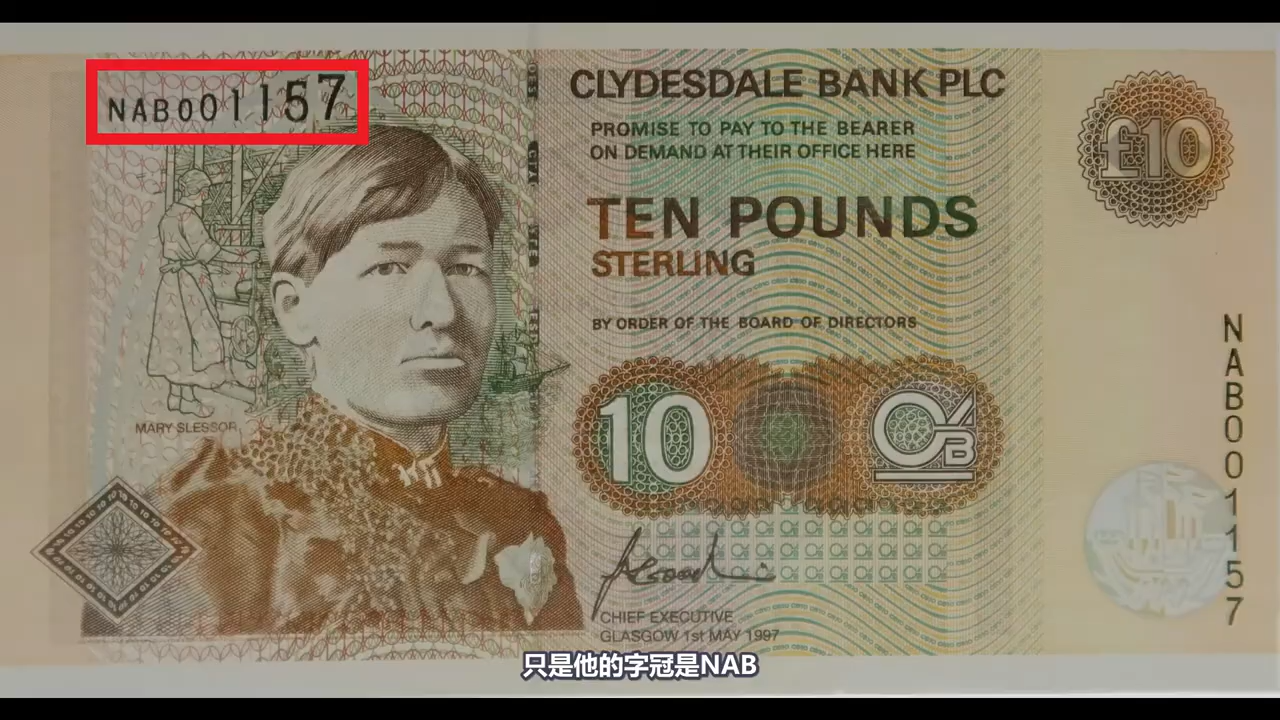 NAB001157
CLYDESDALE BANK PLC
PROMISE TO PAY TO THE BEARER
ON DEMAND AT THEIR OFFICE HERE
£10
TEN POUNDS
STERLING
BY ORDER OF THE BOARD OF DIRECTORS
MARY SLESSOR
10
CB
NAB001157
CHIEF EXECUTIVE
GLASGOW 1st MAY 1997
只是他的字冠是NAB